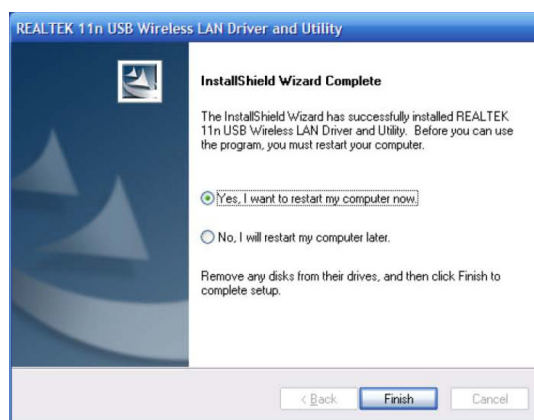 REALTEK 11n USB Wireless LAN Driver and Utility
InstallShield Wizard Complete
The InstallShield Wizard has successfully installed REALTEK
11n USB Wireless LAN Driver and Utility.  Before you can use
the program, you must restart your computer.
Yes, I want to restart my computer now.
No, I will restart my computer later.
Remove any disks from their drives, and then click Finish to
complete setup.
< Back Finish Cancel